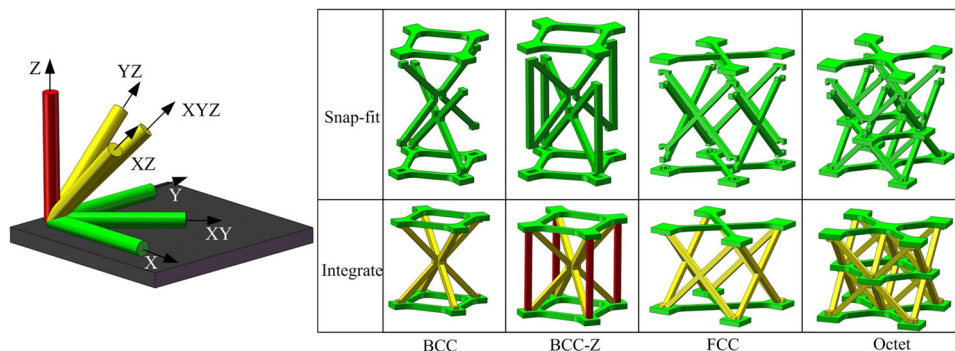 Z
YZ
XYZ
XZ
Y
XY
X
Snap-fit
Integrate
BCC
BCC-Z
FCC
Octet